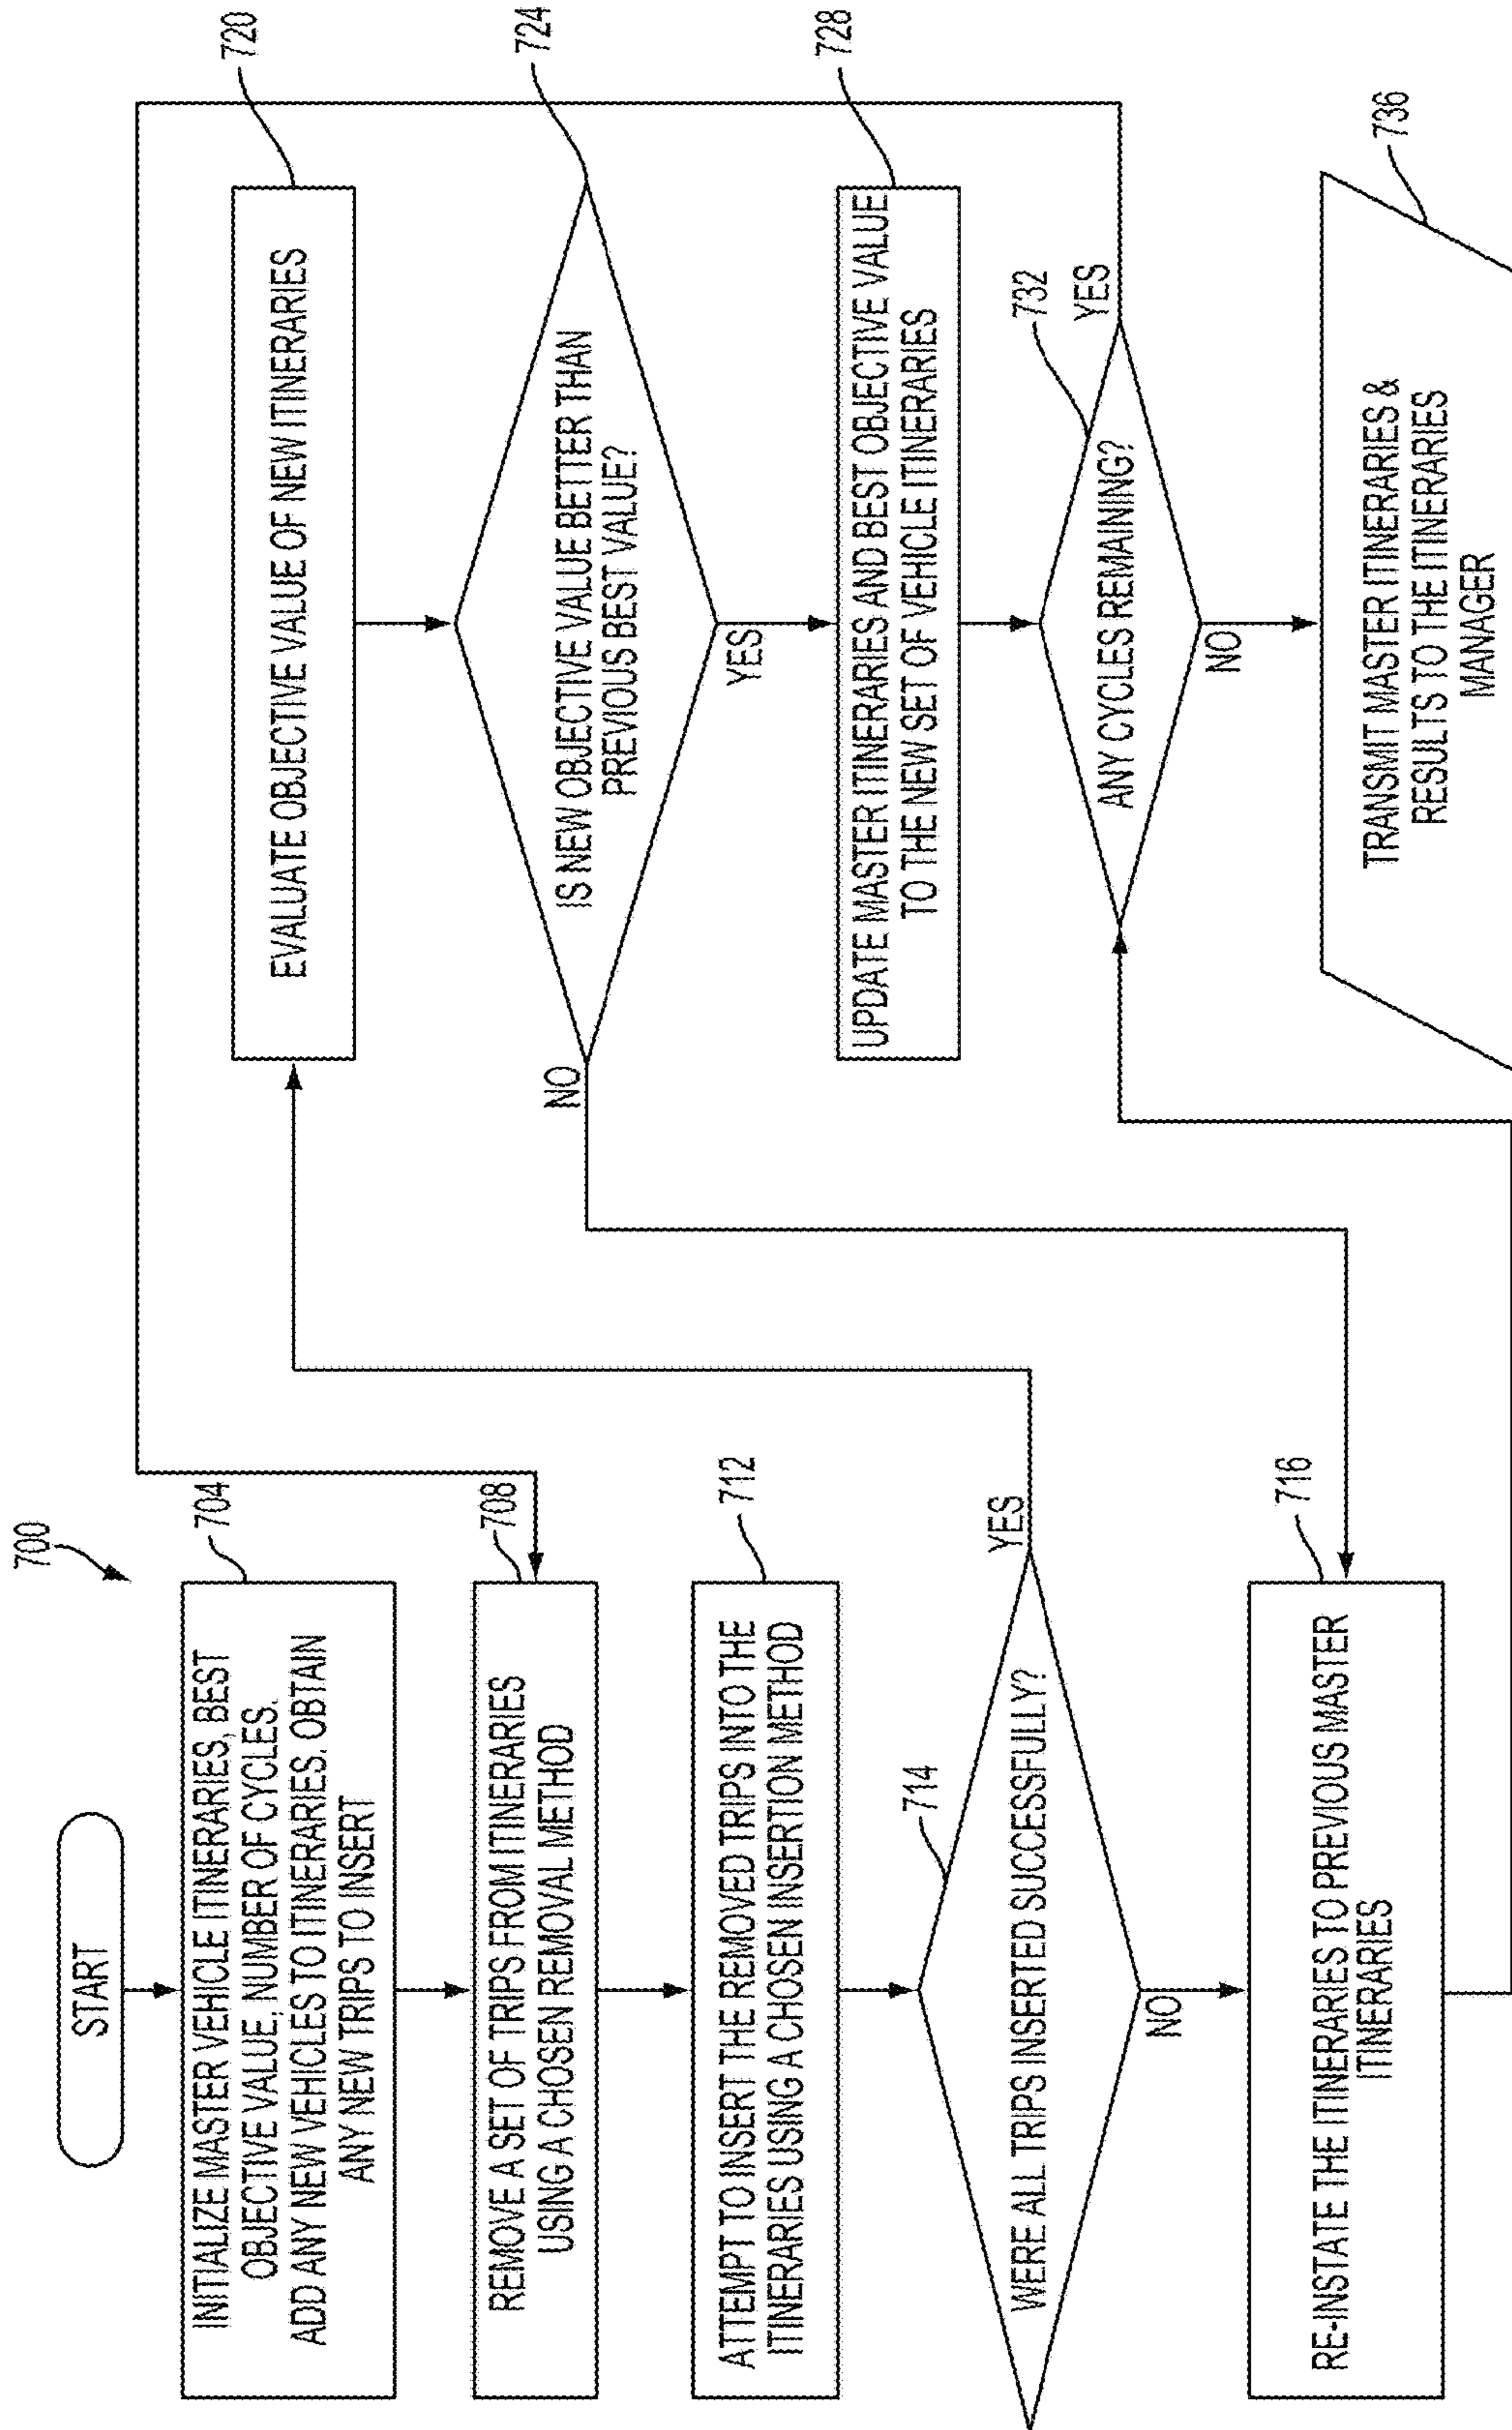 700
START
704
INITIALIZE MASTER VEHICLE ITINERARIES, BEST
OBJECTIVE VALUE, NUMBER OF CYCLES.
ADD ANY NEW VEHICLES TO ITINERARIES. OBTAIN
ANY NEW TRIPS TO INSERT
708
REMOVE A SET OF TRIPS FROM ITINERARIES
USING A CHOSEN REMOVAL METHOD
712
ATTEMPT TO INSERT THE REMOVED TRIPS INTO THE
ITINERARIES USING A CHOSEN INSERTION METHOD
714
WERE ALL TRIPS INSERTED SUCCESSFULLY?
YES
NO
716
RE-INSTATE THE ITINERARIES TO PREVIOUS MASTER
ITINERARIES
720
EVALUATE OBJECTIVE VALUE OF NEW ITINERARIES
724
IS NEW OBJECTIVE VALUE BETTER THAN
PREVIOUS BEST VALUE?
NO
YES
728
UPDATE MASTER ITINERARIES AND BEST OBJECTIVE VALUE
TO THE NEW SET OF VEHICLE ITINERARIES
732
ANY CYCLES REMAINING?
YES
NO
736
TRANSMIT MASTER ITINERARIES &
RESULTS TO THE ITINERARIES
MANAGER